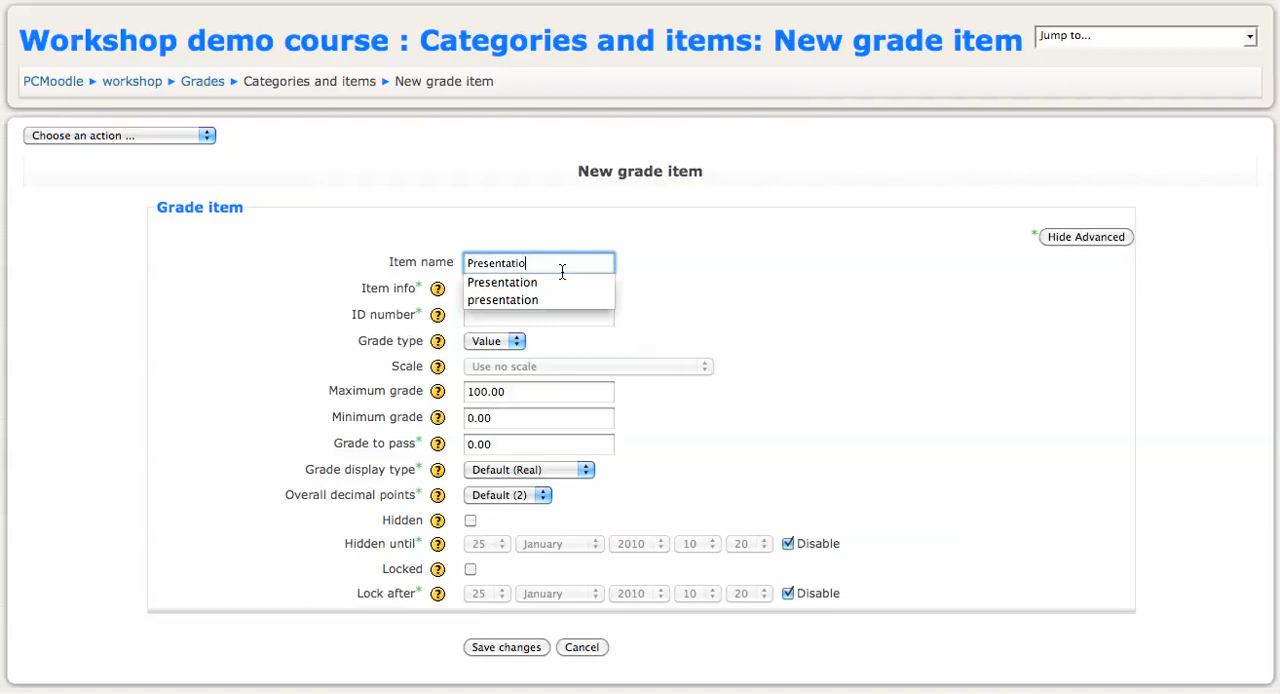 Workshop demo course : Categories and items: New grade item
Jump to...
PCMoodle ► workshop ► Grades ► Categories and items ► New grade item
Choose an action ...
New grade item
Grade item
* Hide Advanced
Item name Presentatio
Presentation
presentation
Item info* ?
ID number* ?
Grade type ? Value
Scale ? Use no scale
Maximum grade ? 100.00
Minimum grade ? 0.00
Grade to pass* ? 0.00
Grade display type* ? Default (Real)
Overall decimal points* ? Default (2)
Hidden ?
Hidden until* ? 25 January 2010 10 20 Disable
Locked ?
Lock after* ? 25 January 2010 10 20 Disable
Save changes Cancel